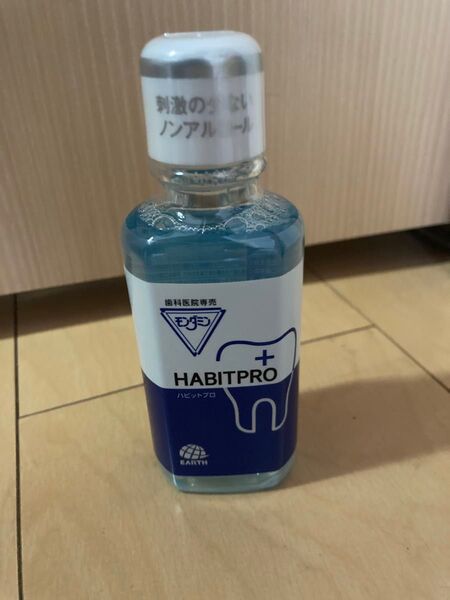 刺激の少ない
ノンアルコール
歯科医院専売
モンダミン
HABITPRO
ハビットプロ
EARTH